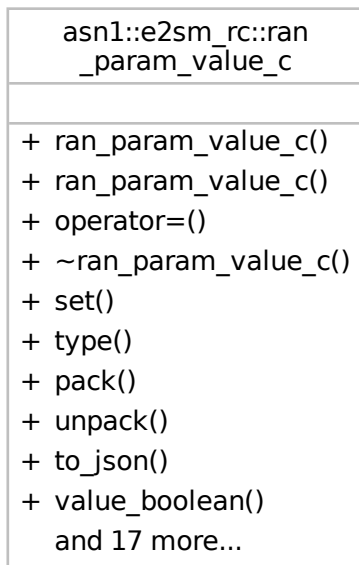 asn1::e2sm_rc::ran
_param_value_c
+ ran_param_value_c()
+ ran_param_value_c()
+ operator=()
+ ~ran_param_value_c()
+ set()
+ type()
+ pack()
+ unpack()
+ to_json()
+ value_boolean()
and 17 more...